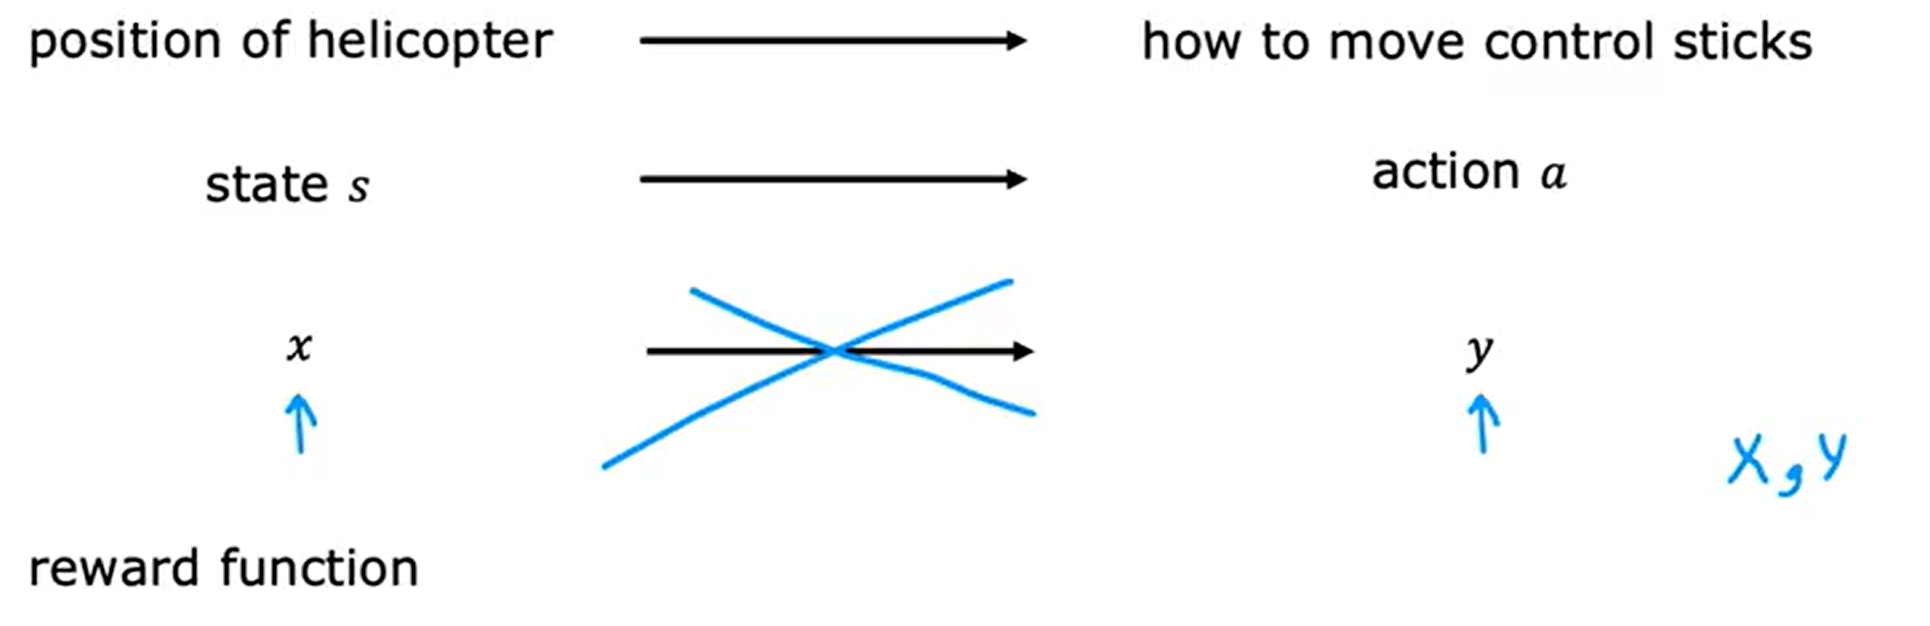 position of helicopter how to move control sticks
state s action a
x y
x, y
reward function